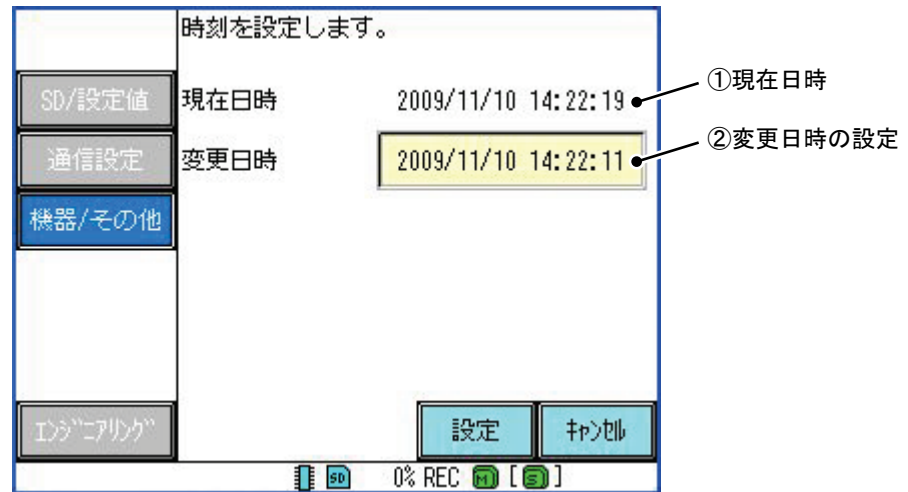 時刻を設定します。
SD/設定値
現在日時 2009/11/10 14:22:19
①現在日時
通信設定
変更日時 2009/11/10 14:22:11
②変更日時の設定
機器/その他
エンジニアリング
設定 キャンセル
SD 0% REC M [S]